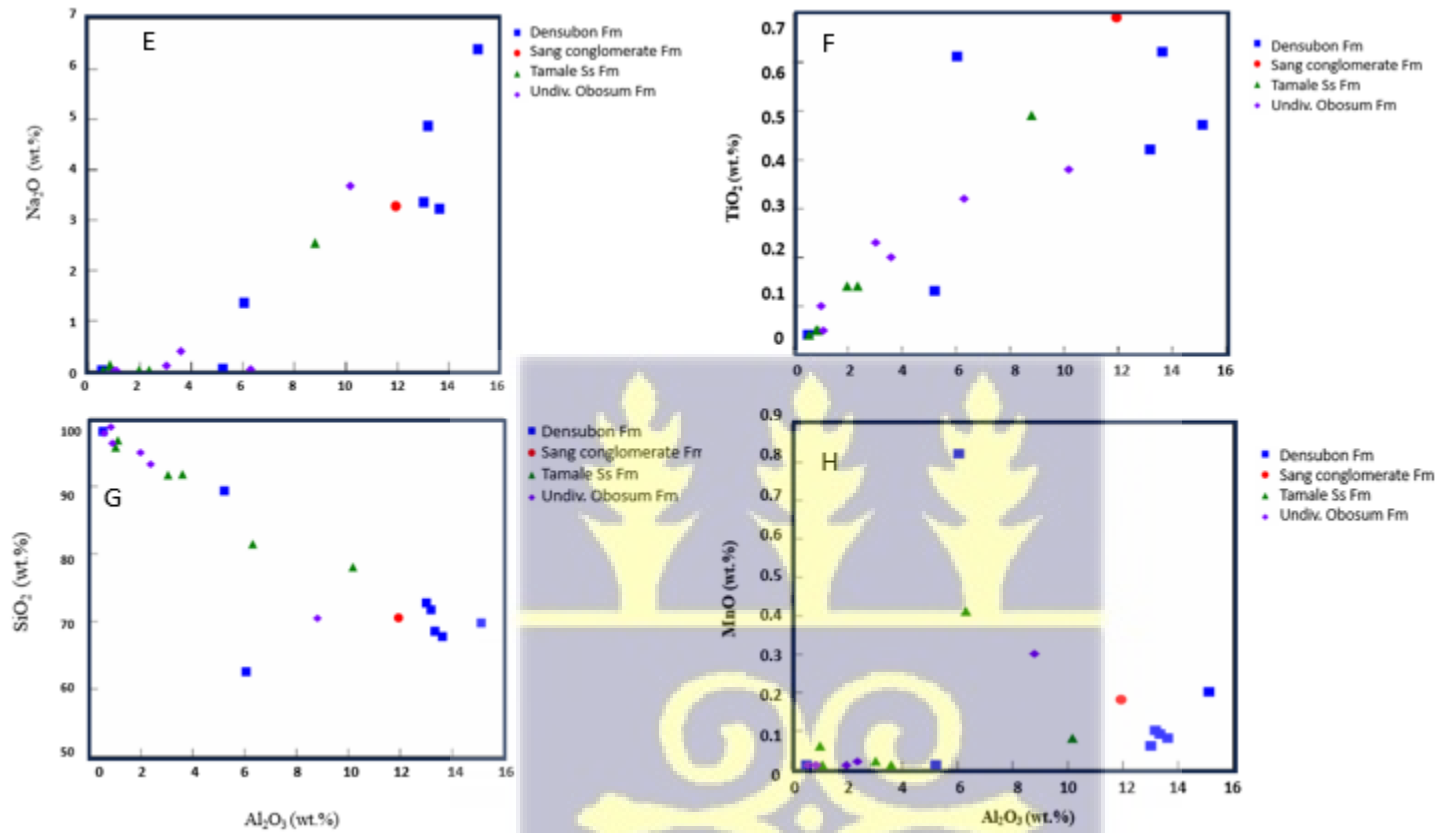 E
7
6
5
4
3
2
1
0
Na₂O (wt.%)
0 2 4 6 8 10 12 14 16
Densubon Fm
Sang conglomerate Fm
Tamale Ss Fm
Undiv. Obosum Fm
F
0.7
0.6
0.5
0.4
0.3
0.2
0.1
0
TiO₂ (wt.%)
0 2 4 6 8 10 12 14 16
Densubon Fm
Sang conglomerate Fm
Tamale Ss Fm
Undiv. Obosum Fm
G
100
90
80
70
60
50
SiO₂ (wt.%)
0 2 4 6 8 10 12 14 16
Al₂O₃ (wt.%)
Densubon Fm
Sang conglomerate Fm
Tamale Ss Fm
Undiv. Obosum Fm
H
0.9
0.8
0.7
0.6
0.5
0.4
0.3
0.2
0.1
0
MnO (wt.%)
0 2 4 6 8 10 12 14 16
Al₂O₃ (wt.%)
Densubon Fm
Sang conglomerate Fm
Tamale Ss Fm
Undiv. Obosum Fm